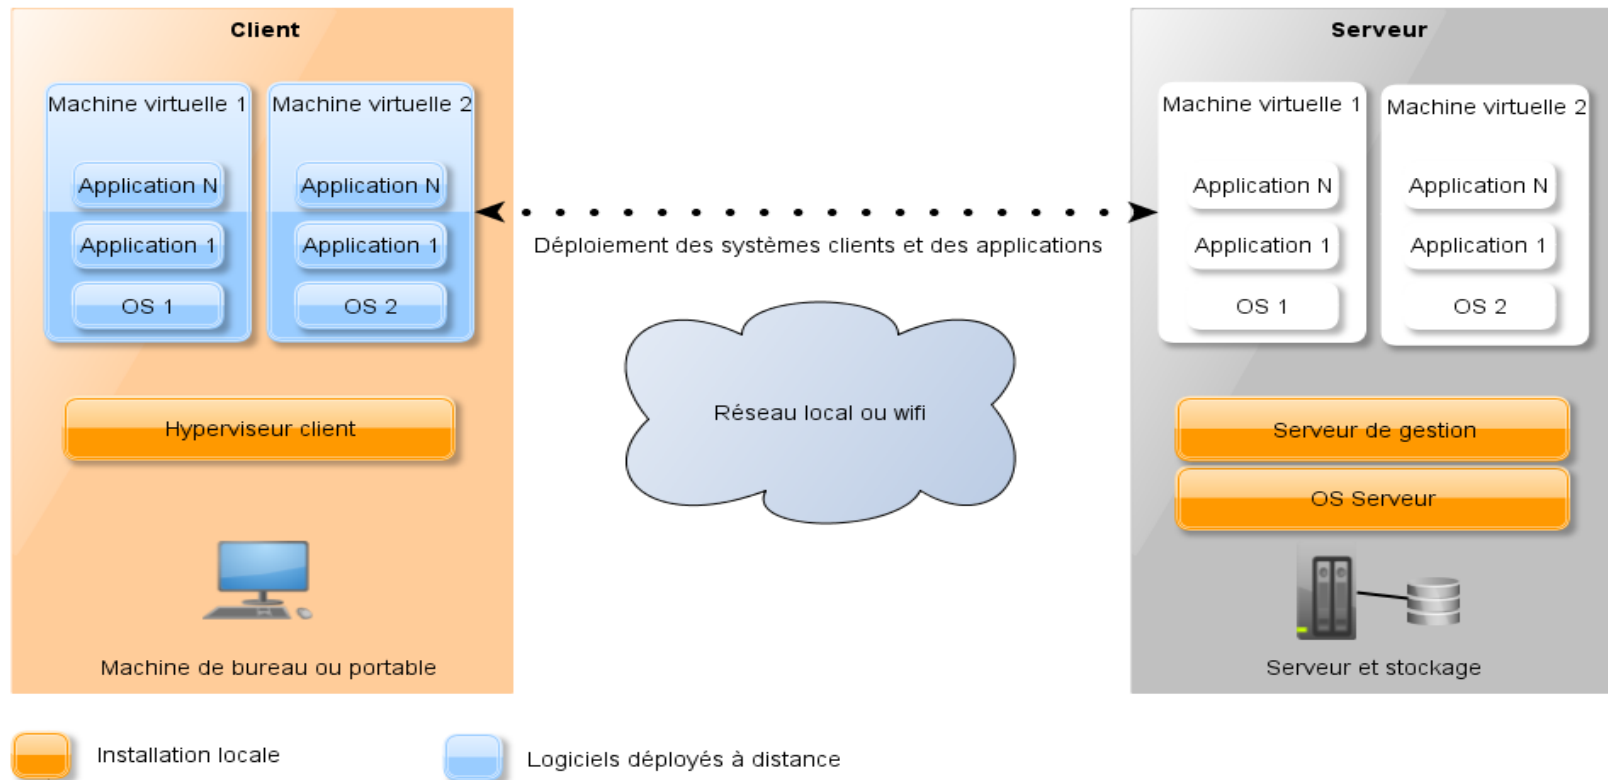 Client
Machine virtuelle 1
Machine virtuelle 2
Application N
Application N
Application 1
Application 1
OS 1
OS 2
Hyperviseur client
Machine de bureau ou portable
Déploiement des systèmes clients et des applications
Réseau local ou wifi
Serveur
Machine virtuelle 1
Machine virtuelle 2
Application N
Application N
Application 1
Application 1
OS 1
OS 2
Serveur de gestion
OS Serveur
Serveur et stockage
Installation locale
Logiciels déployés à distance